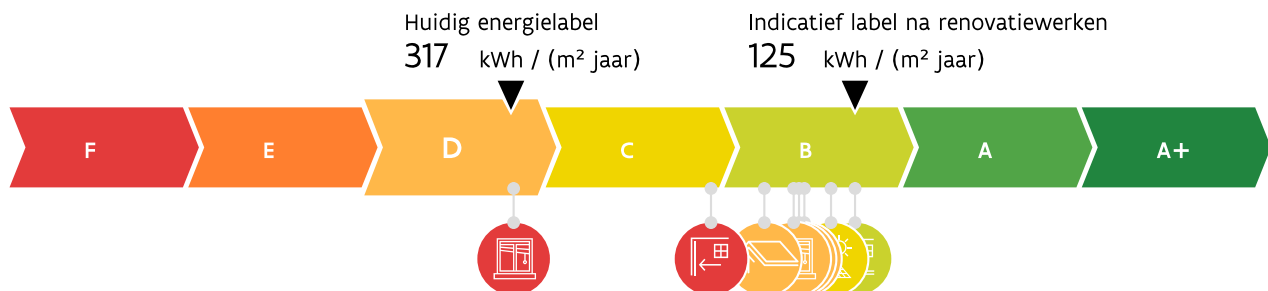 Huidig energielabel
317 kWh / (m² jaar)
Indicatief label na renovatiewerken
125 kWh / (m² jaar)
F E D C B A A+